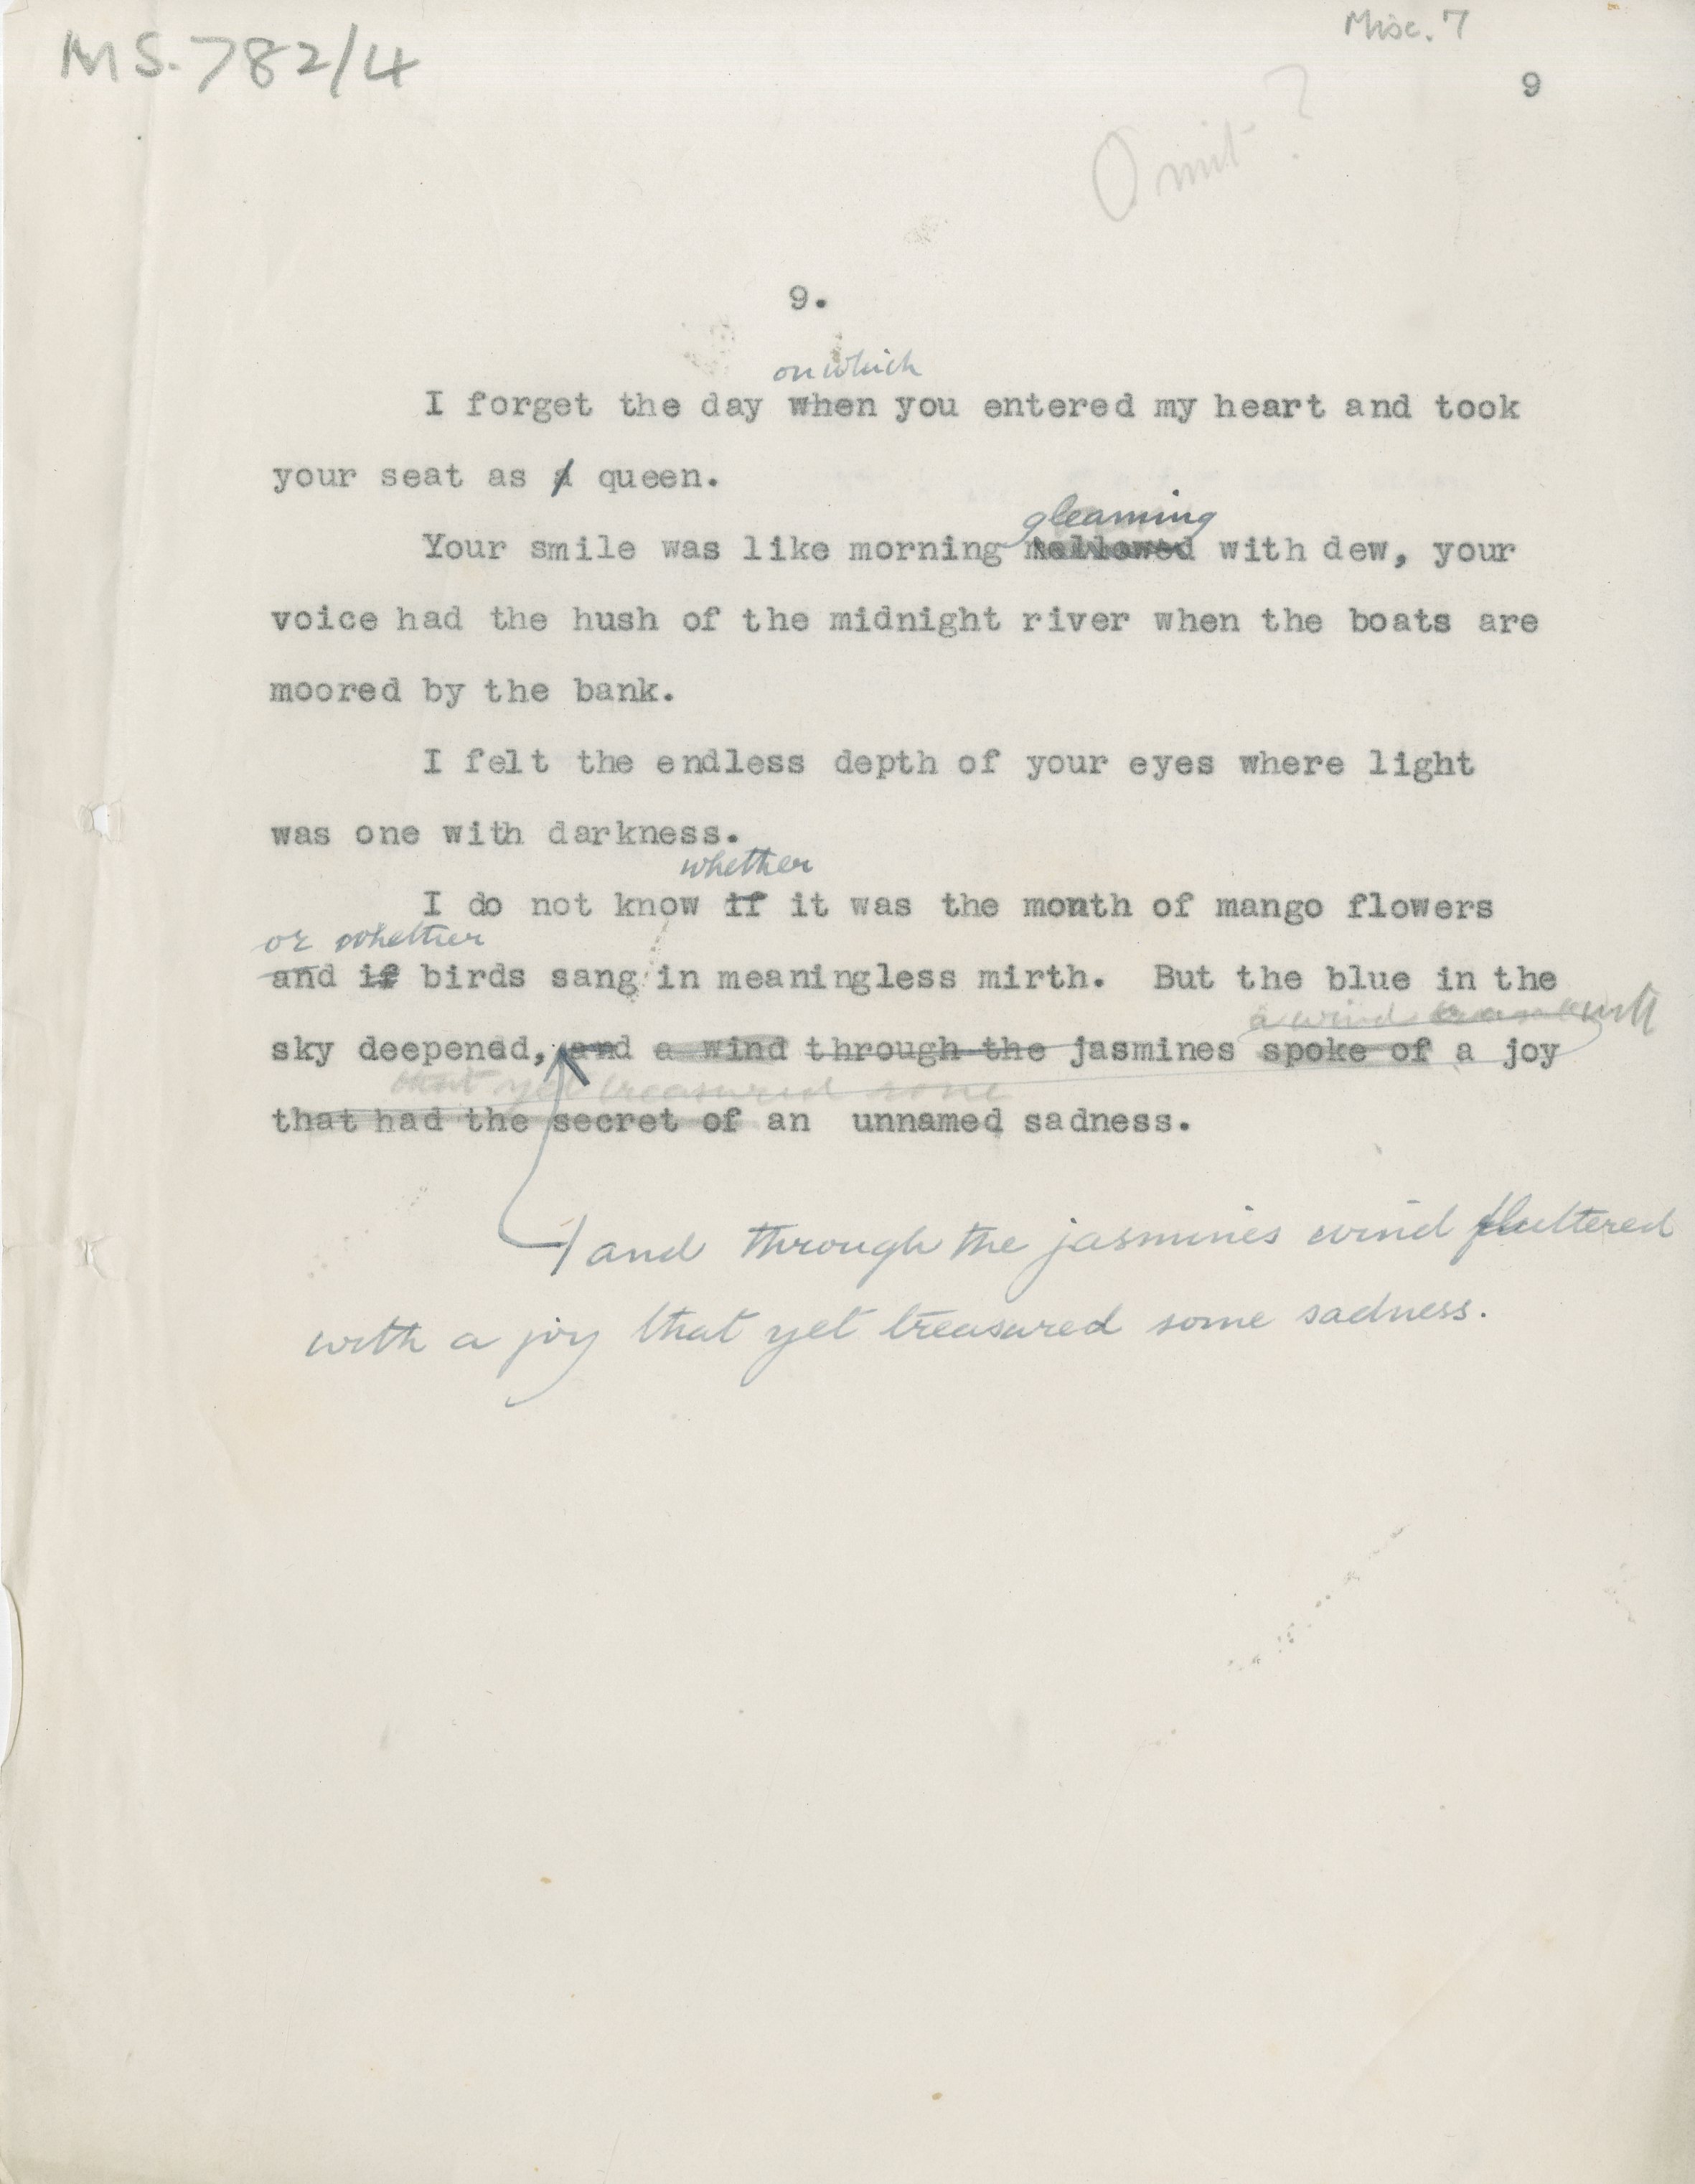 MS. 782/4
Misc. 7
9
Omit?
9.
on which
I forget the day when you entered my heart and took
your seat as a queen.
gleaming
Your smile was like morning mellowed with dew, your
voice had the hush of the midnight river when the boats are
moored by the bank.
I felt the endless depth of your eyes where light
was one with darkness.
whether
I do not know if it was the month of mango flowers
or whether
and if birds sang in meaningless mirth. But the blue in the
a wind with
sky deepened, and a wind through the jasmines spoke of a joy
that yet treasured some
that had the secret of an unnamed sadness.
and through the jasmines wind fluttered
with a joy that yet treasured some sadness.